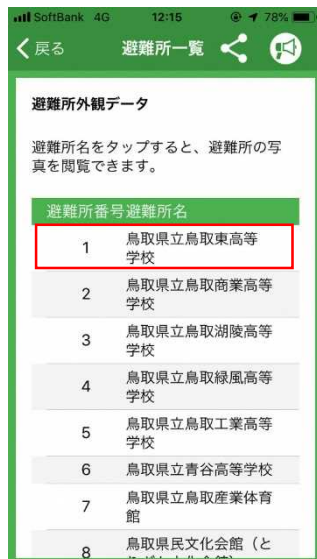 SoftBank 4G 12:15 78%
戻る 避難所一覧
避難所外観データ
避難所名をタップすると、避難所の写
真を閲覧できます。
避難所番号避難所名
1 鳥取県立鳥取東高等
学校
2 鳥取県立鳥取商業高等
学校
3 鳥取県立鳥取湖陵高等
学校
4 鳥取県立鳥取緑風高等
学校
5 鳥取県立鳥取工業高等
学校
6 鳥取県立青谷高等学校
7 鳥取県立鳥取産業体育
館
8 鳥取県民文化会館（と